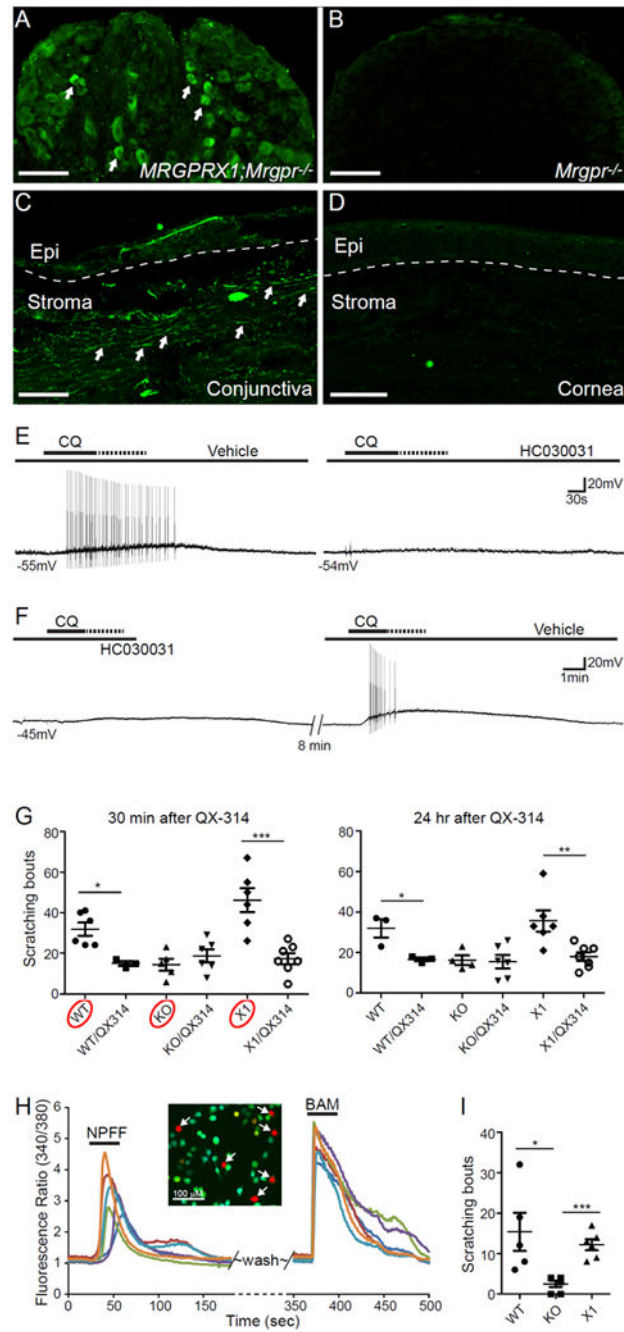 A
B
MRGPRX1;Mrgpr-/-
Mrgpr-/-
C
D
Epi
Stroma
Conjunctiva
Epi
Stroma
Cornea
E
CQ
Vehicle
-55mV
CQ
HC030031
20mV
30s
-54mV
F
CQ
HC030031
-45mV
8 min
CQ
Vehicle
20mV
1min
G
30 min after QX-314
Scratching bouts
80
60
40
20
0
*
***
WT
WT/QX314
KO
KO/QX314
X1
X1/QX314
24 hr after QX-314
80
60
40
20
0
*
**
WT
WT/QX314
KO
KO/QX314
X1
X1/QX314
H
Fluorescence Ratio (340/380)
6
5
4
3
2
1
0
NPFF
100 µM
BAM
~wash~
0 50 100 150 350 400 450 500
Time (sec)
I
Scratching bouts
40
30
20
10
0
*
***
WT
KO
X1